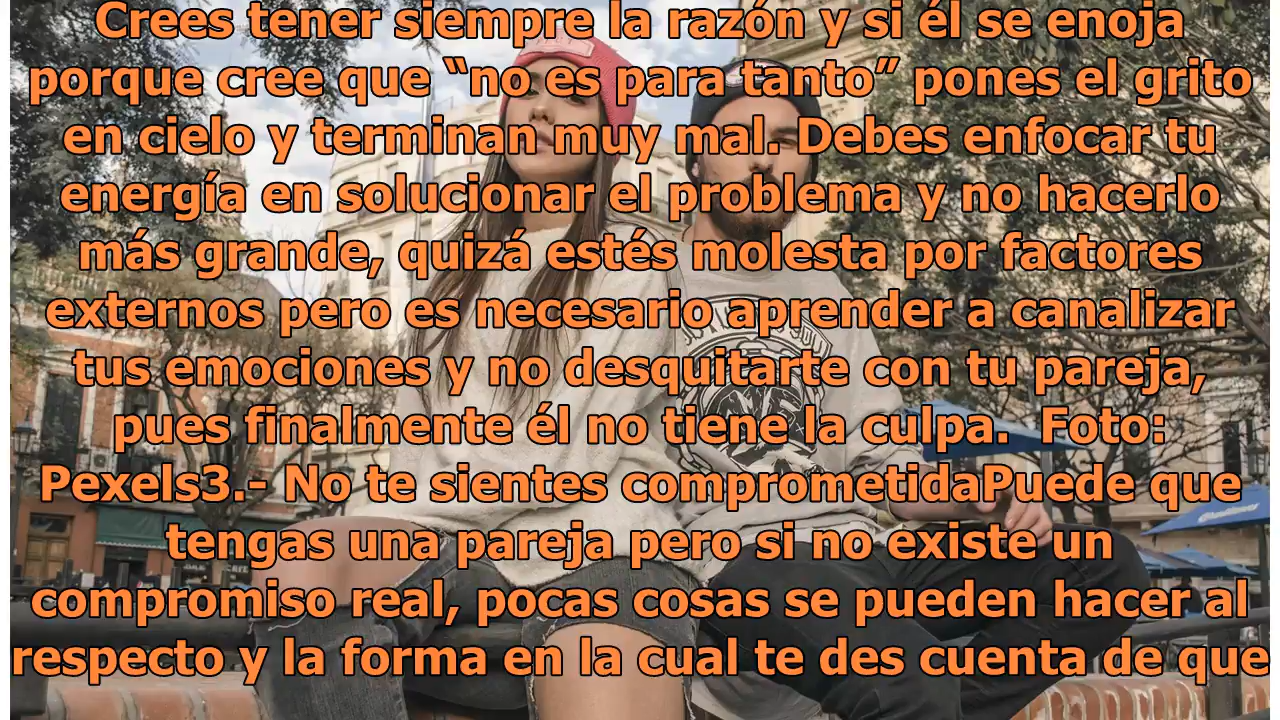 Crees tener siempre la razón y si él se enoja
porque cree que “no es para tanto” pones el grito
en cielo y terminan muy mal. Debes enfocar tu
energía en solucionar el problema y no hacerlo
más grande, quizá estés molesta por factores
externos pero es necesario aprender a canalizar
tus emociones y no desquitarte con tu pareja,
pues finalmente él no tiene la culpa.  Foto:
Pexels3.- No te sientes comprometidaPuede que
tengas una pareja pero si no existe un
compromiso real, pocas cosas se pueden hacer al
respecto y la forma en la cual te des cuenta de que